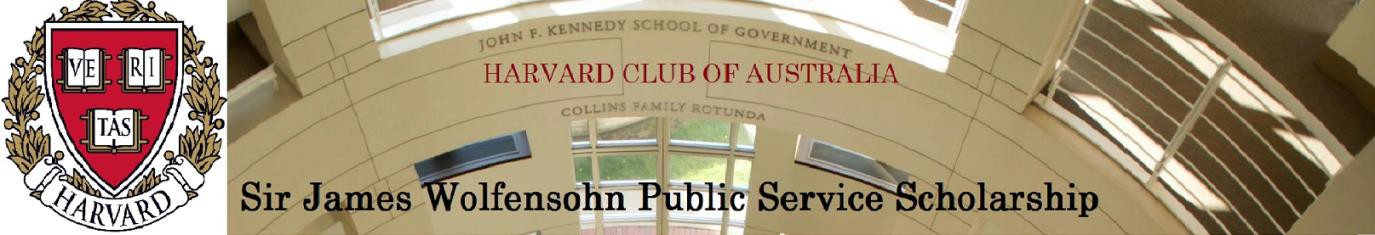 VE RI
TAS
HARVARD
JOHN F. KENNEDY SCHOOL OF GOVERNMENT
HARVARD CLUB OF AUSTRALIA
COLLINS FAMILY ROTUNDA
Sir James Wolfensohn Public Service Scholarship